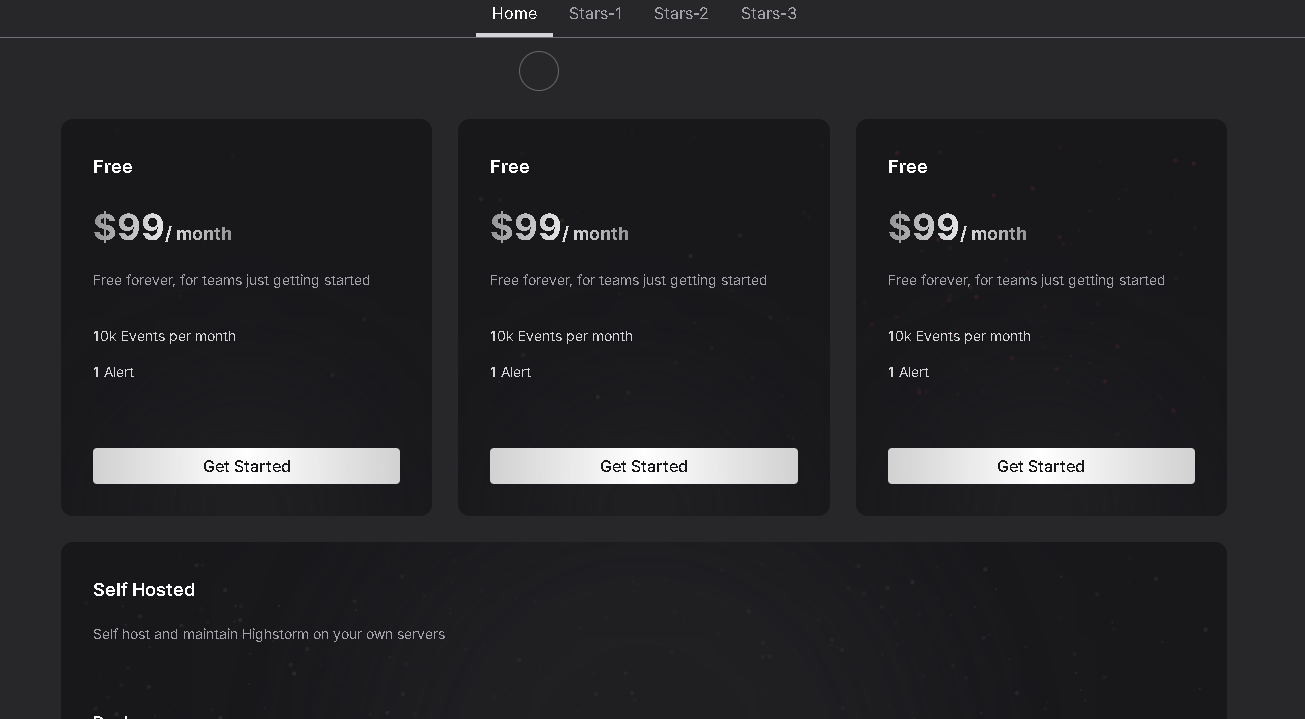 Home Stars-1 Stars-2 Stars-3
Free
$99/ month
Free forever, for teams just getting started
10k Events per month
1 Alert
Get Started
Free
$99/ month
Free forever, for teams just getting started
10k Events per month
1 Alert
Get Started
Free
$99/ month
Free forever, for teams just getting started
10k Events per month
1 Alert
Get Started
Self Hosted
Self host and maintain Highstorm on your own servers